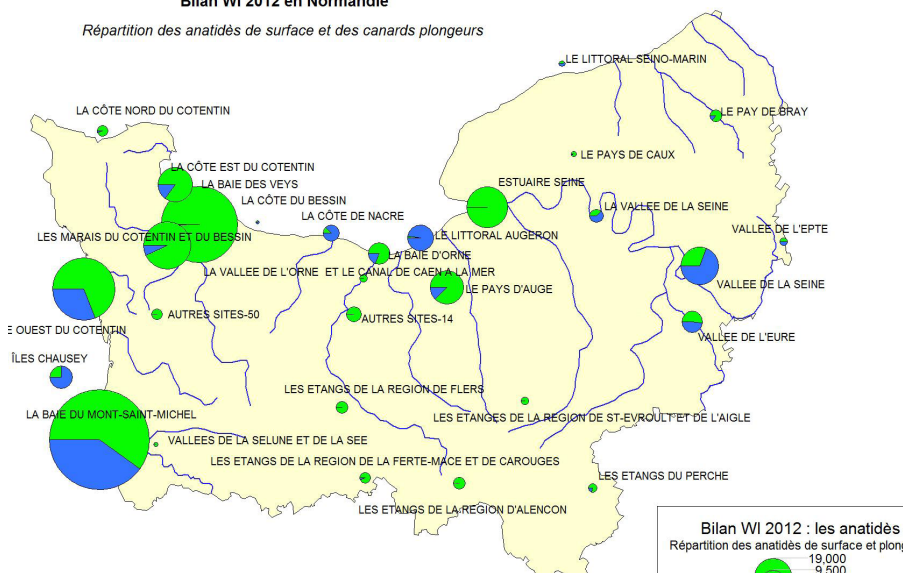 Bilan WI 2012 en Normandie
Répartition des anatidés de surface et des canards plongeurs
LE LITTORAL SEINO-MARIN
LA CÔTE NORD DU COTENTIN
LE PAY DE BRAY
LE PAYS DE CAUX
LA CÔTE EST DU COTENTIN
LA BAIE DES VEYS
ESTUAIRE SEINE
LA CÔTE DU BESSIN
LA VALLEE DE LA SEINE
LA CÔTE DE NACRE
VALLEE DE L'EPTE
LES MARAIS DU COTENTIN ET DU BESSIN
LE LITTORAL AUGERON
LA BAIE D'ORNE
LA VALLEE DE L'ORNE ET LE CANAL DE CAEN A LA MER
VALLEE DE LA SEINE
LE PAYS D'AUGE
AUTRES SITES-50
AUTRES SITES-14
E OUEST DU COTENTIN
VALLEE DE L'EURE
ÎLES CHAUSEY
LES ETANGS DE LA REGION DE FLERS
LA BAIE DU MONT-SAINT-MICHEL
LES ETANGES DE LA REGION DE ST-EVROULT ET DE L'AIGLE
VALLEES DE LA SELUNE ET DE LA SEE
LES ETANGS DE LA REGION DE LA FERTE-MACE ET DE CAROUGES
LES ETANGS DU PERCHE
LES ETANGS DE LA REGION D'ALENCON
Bilan WI 2012 : les anatidés
Répartition des anatidés de surface et plong
19,000
9,500